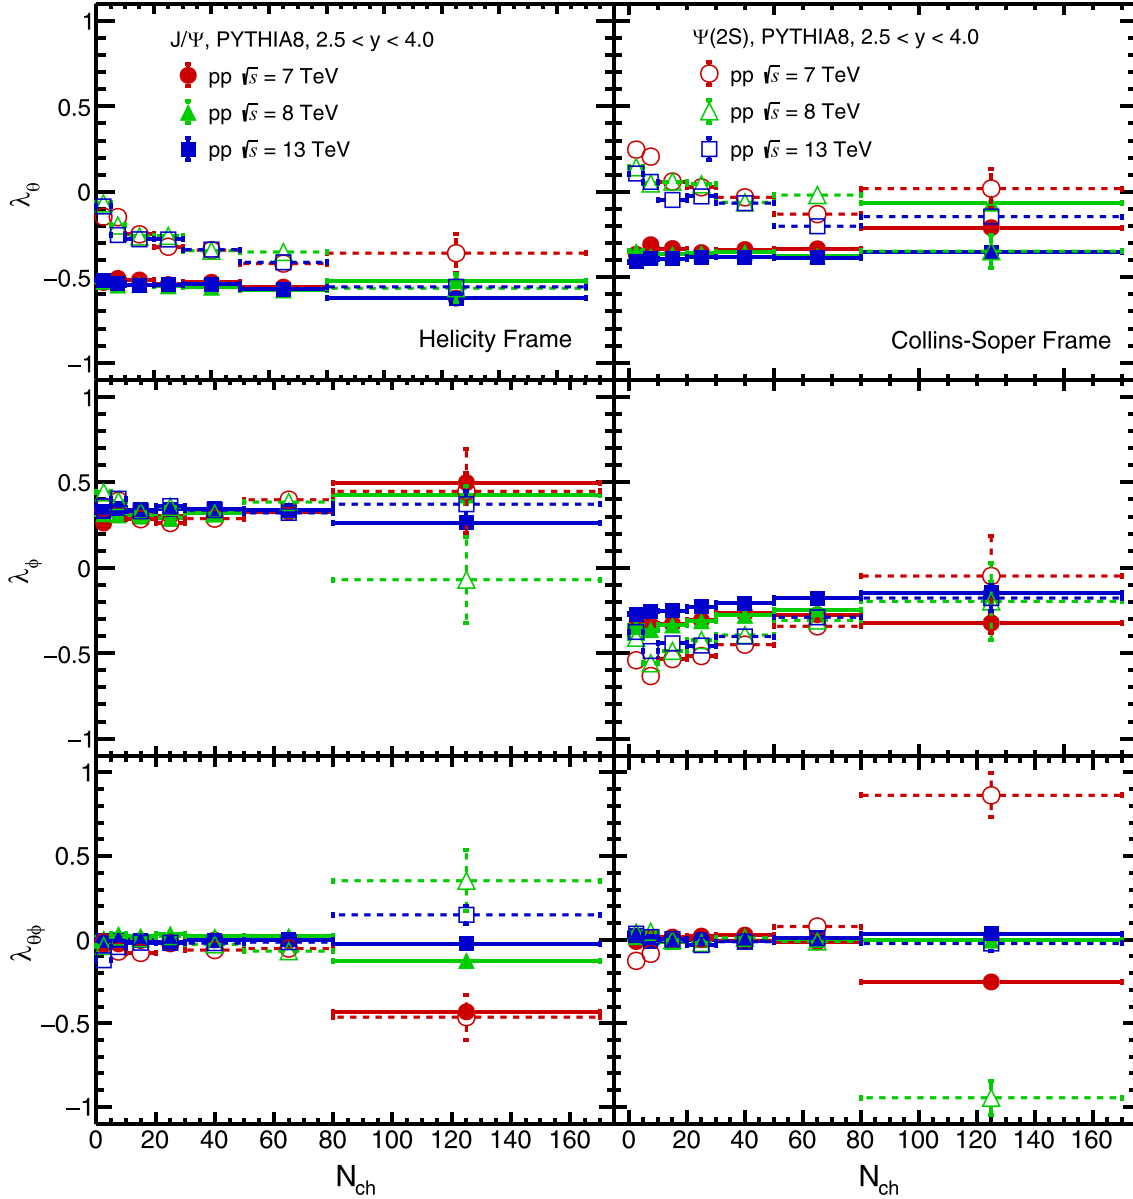 J/Ψ, PYTHIA8, 2.5 < y < 4.0
pp √s = 7 TeV
pp √s = 8 TeV
pp √s = 13 TeV
Helicity Frame
Ψ(2S), PYTHIA8, 2.5 < y < 4.0
pp √s = 7 TeV
pp √s = 8 TeV
pp √s = 13 TeV
Collins-Soper Frame
λθ
1
0.5
0
−0.5
−1
λϕ
1
0.5
0
−0.5
−1
λθϕ
1
0.5
0
−0.5
−1
0 20 40 60 80 100 120 140 160
Nch
0 20 40 60 80 100 120 140 160
Nch